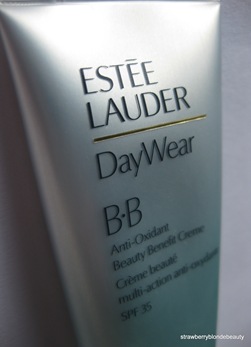 ESTĒE
LAUDER
DayWear
B·B
Anti-Oxidant
Beauty Benefit Creme
Crème beauté
multi-action anti-oxydante
SPF 35
strawberryblondebeauty